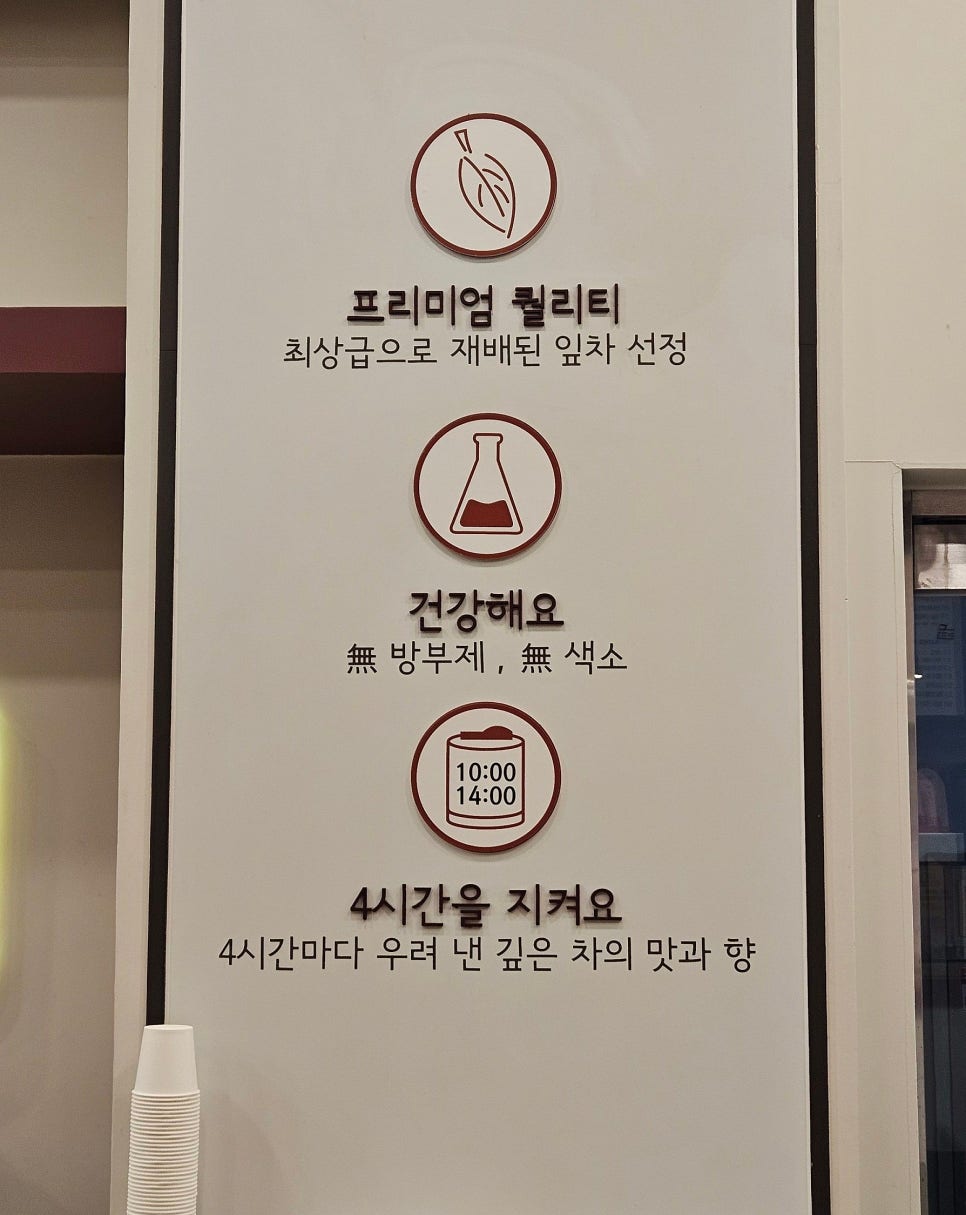 프리미엄 퀄리티
최상급으로 재배된 잎차 선정
건강해요
無 방부제, 無 색소
10:00
14:00
4시간을 지켜요
4시간마다 우려 낸 깊은 차의 맛과 향